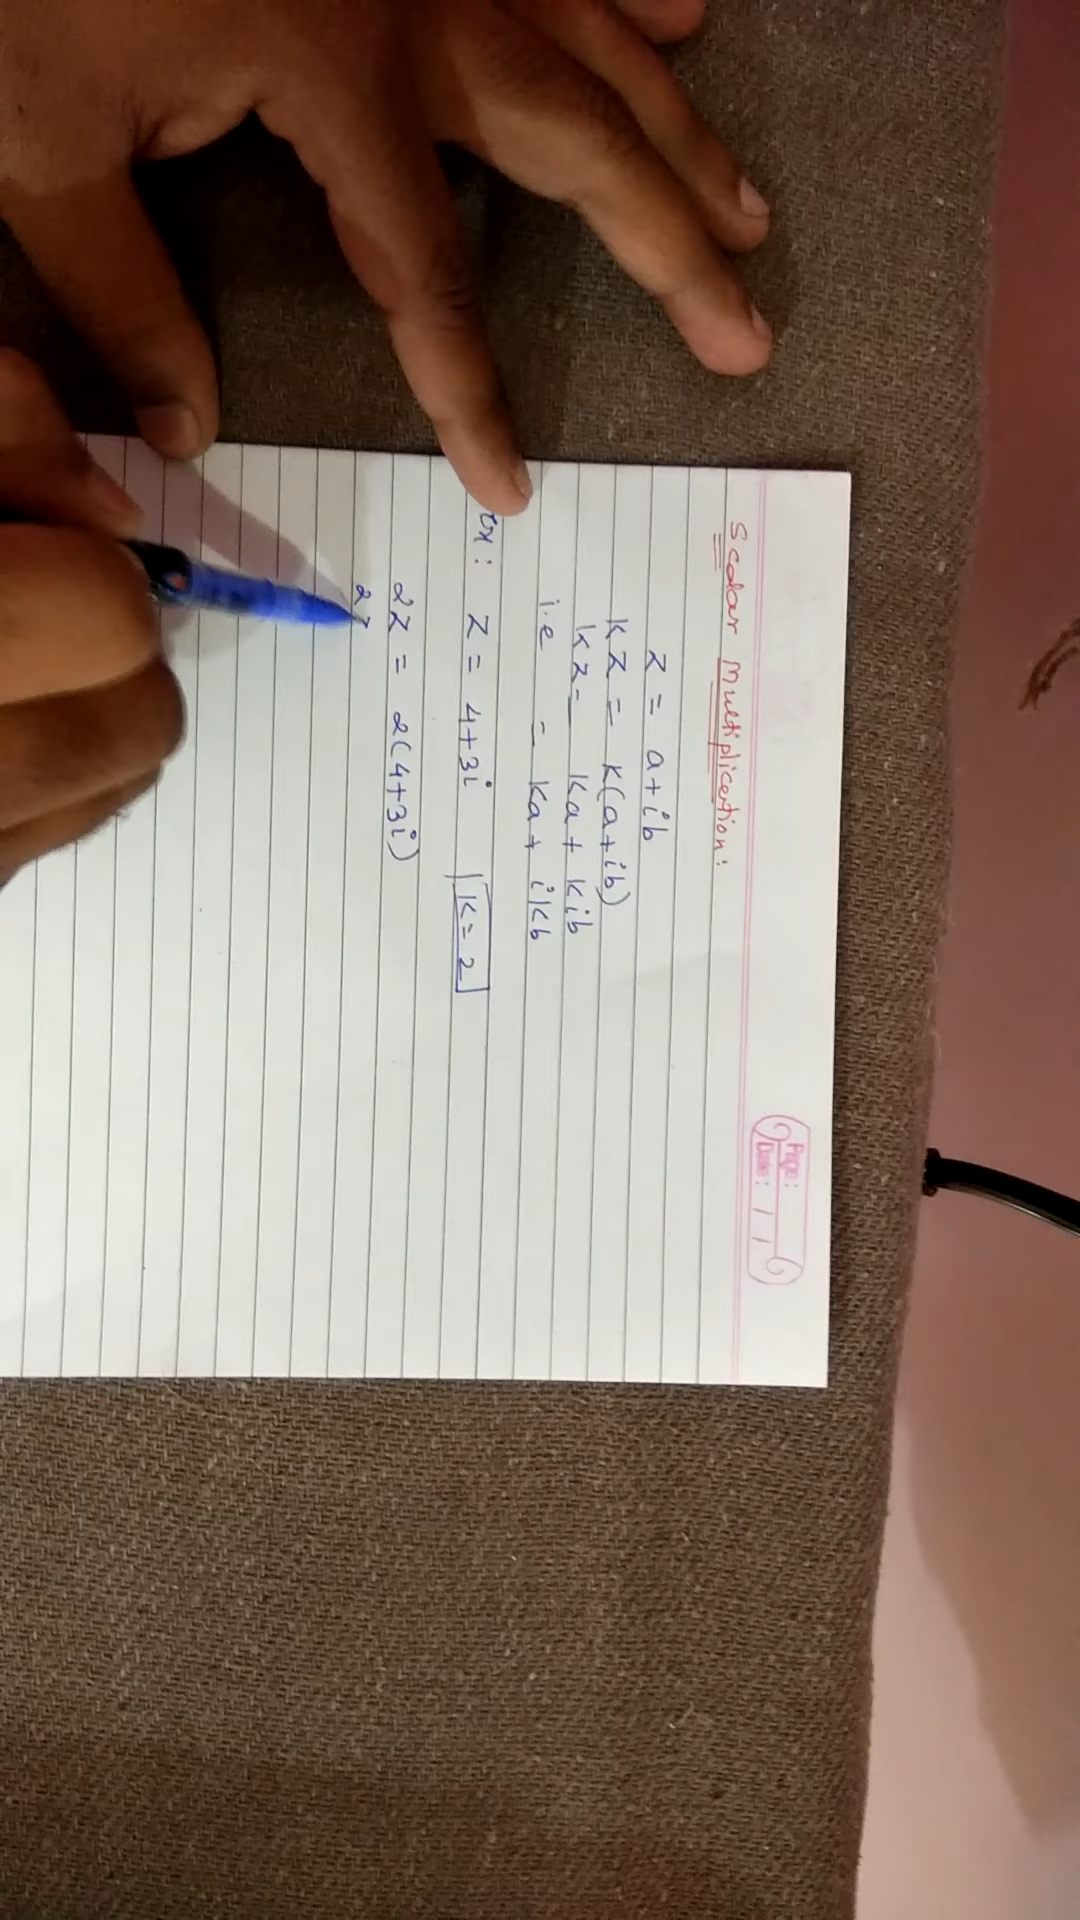 Page:
Date: / /
Scalar Multiplication:
z = a+ib
kz = k(a+ib)
kz = ka + kib
i.e = ka + ikb
ex: z = 4+3i k=2
2z = 2(4+3i)
2z